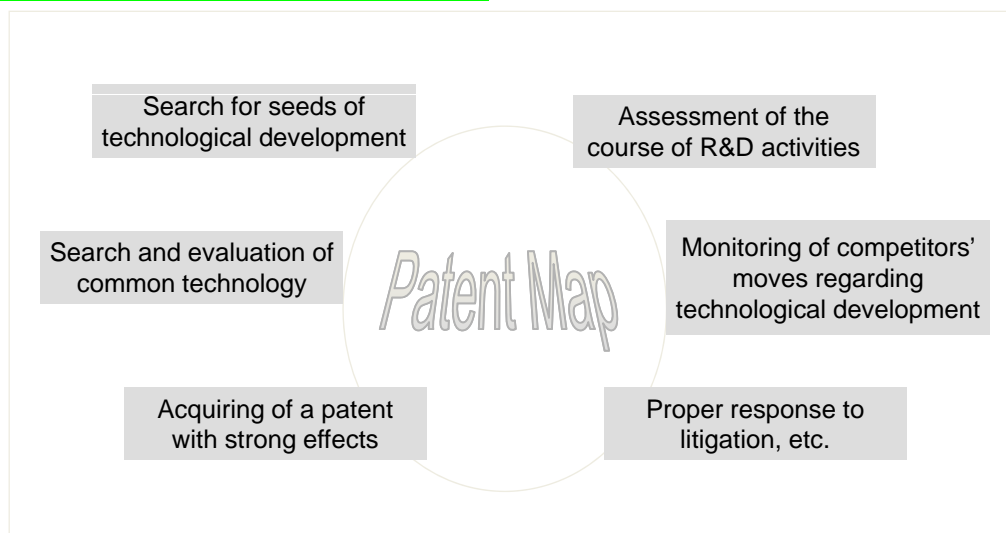 Search for seeds of
technological development
Assessment of the
course of R&D activities
Search and evaluation of
common technology
Patent Map
Monitoring of competitors’
moves regarding
technological development
Acquiring of a patent
with strong effects
Proper response to
litigation, etc.